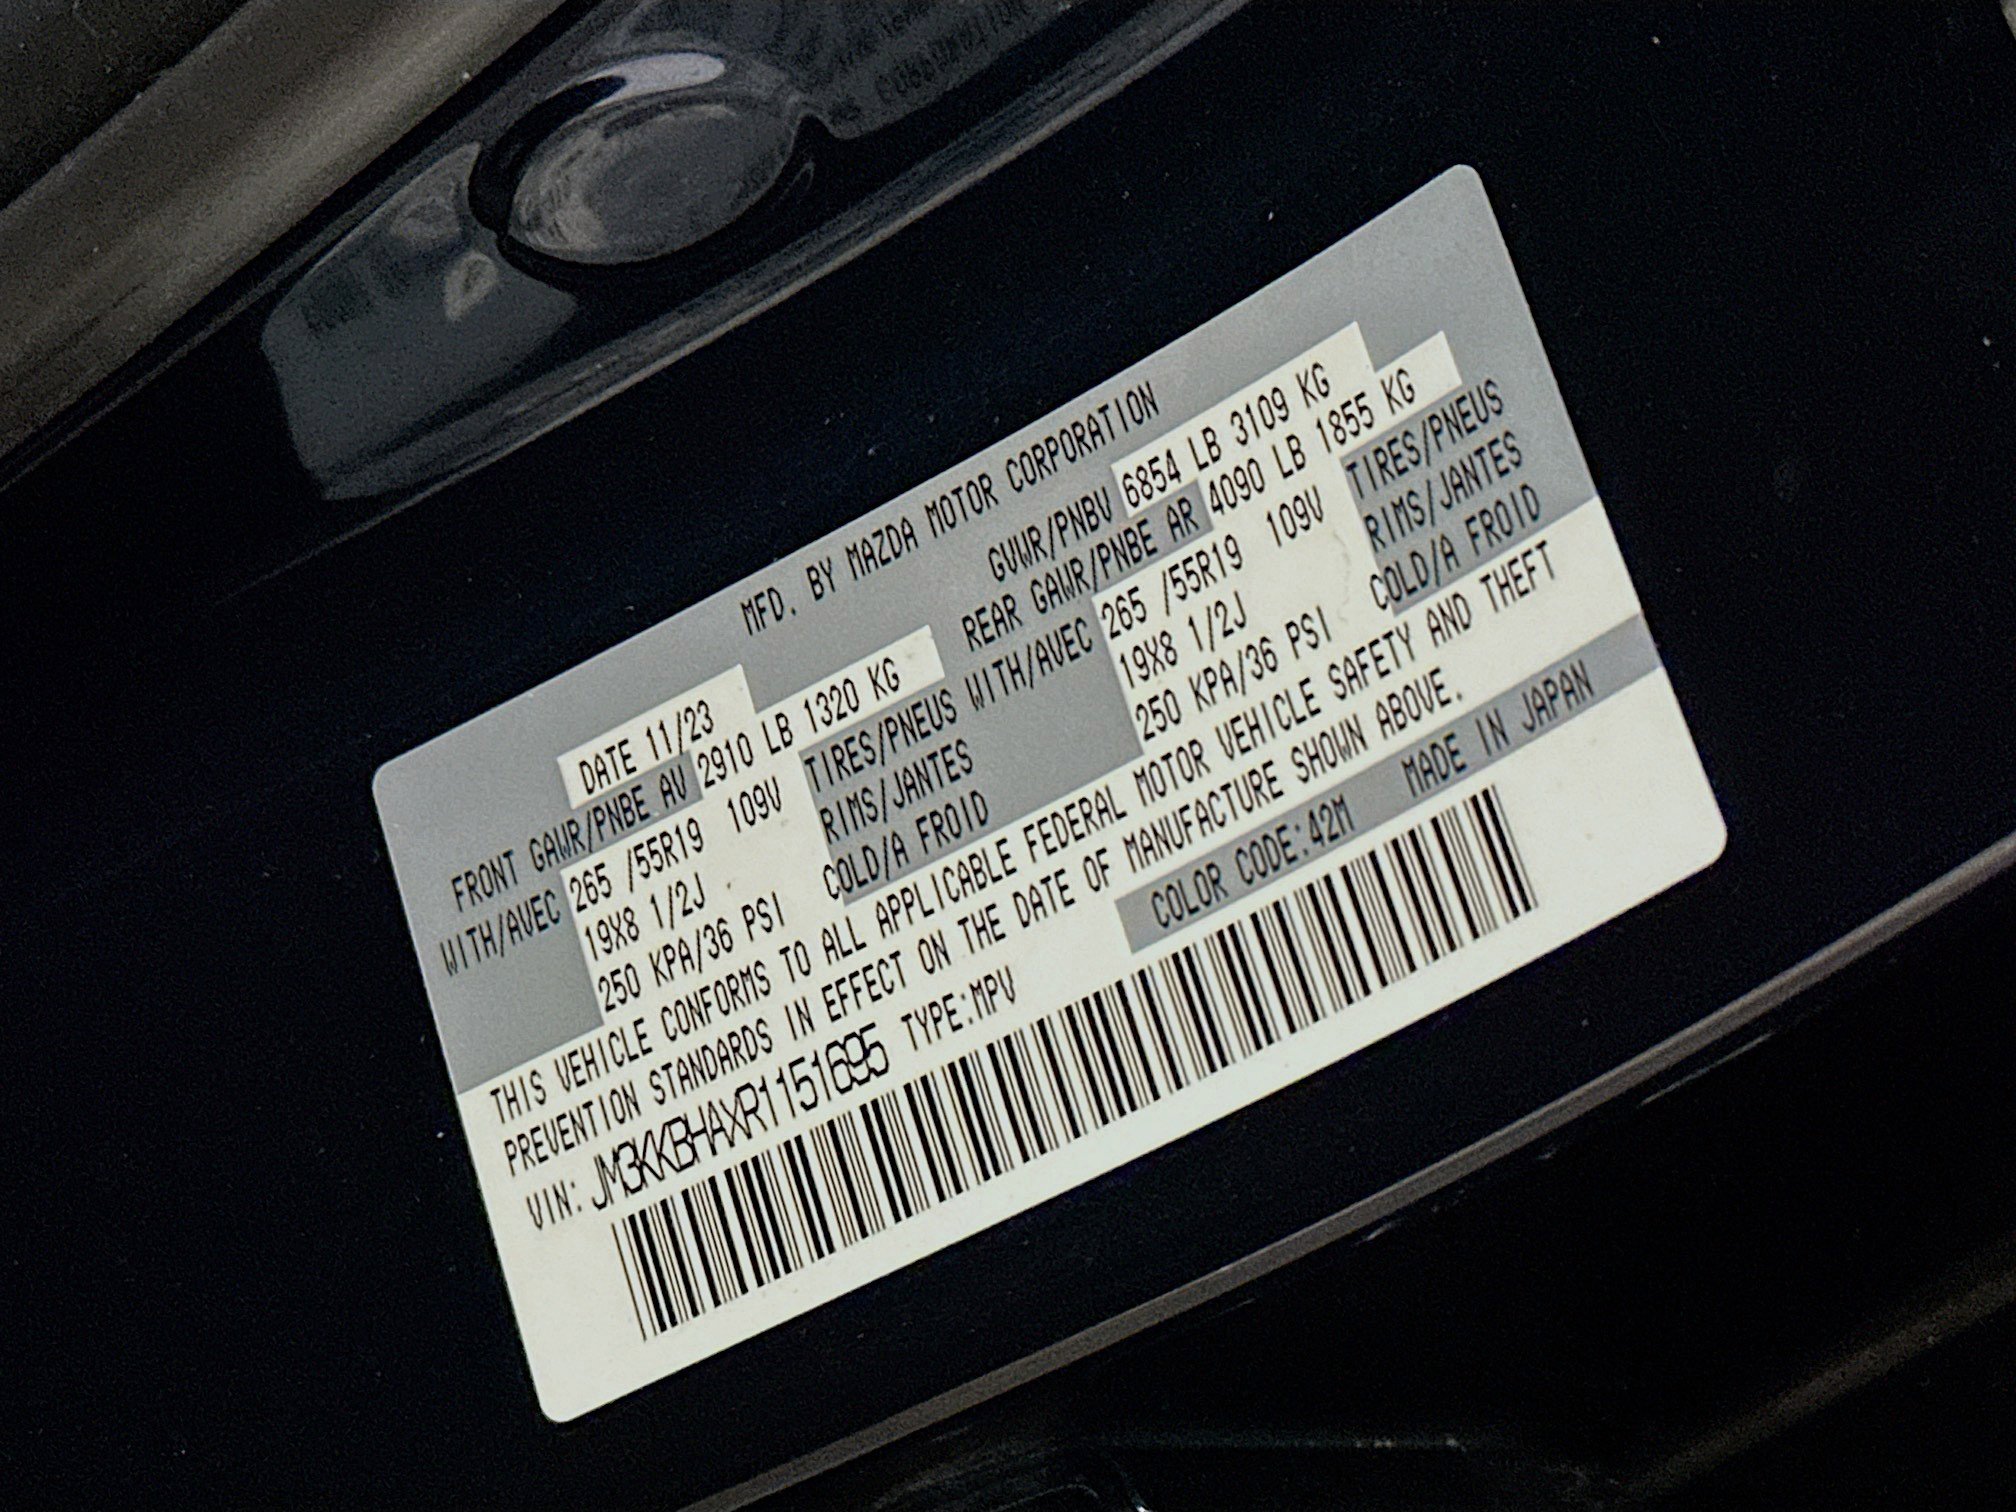 MFD. BY MAZDA MOTOR CORPORATION
DATE 11/23
GVWR/PNBV 6854 LB 3109 KG
FRONT GAWR/PNBE AV 2910 LB 1320 KG
REAR GAWR/PNBE AR 4090 LB 1855 KG
WITH/AVEC 265 /55R19 109V TIRES/PNEUS
WITH/AVEC 265 /55R19 109V TIRES/PNEUS
19X8 1/2J RIMS/JANTES
19X8 1/2J RIMS/JANTES
250 KPA/36 PSI COLD/A FROID
250 KPA/36 PSI COLD/A FROID
THIS VEHICLE CONFORMS TO ALL APPLICABLE FEDERAL MOTOR VEHICLE SAFETY AND THEFT
PREVENTION STANDARDS IN EFFECT ON THE DATE OF MANUFACTURE SHOWN ABOVE.
VIN: JM3KKBHAXR1151695 TYPE:MPV
COLOR CODE:42M MADE IN JAPAN